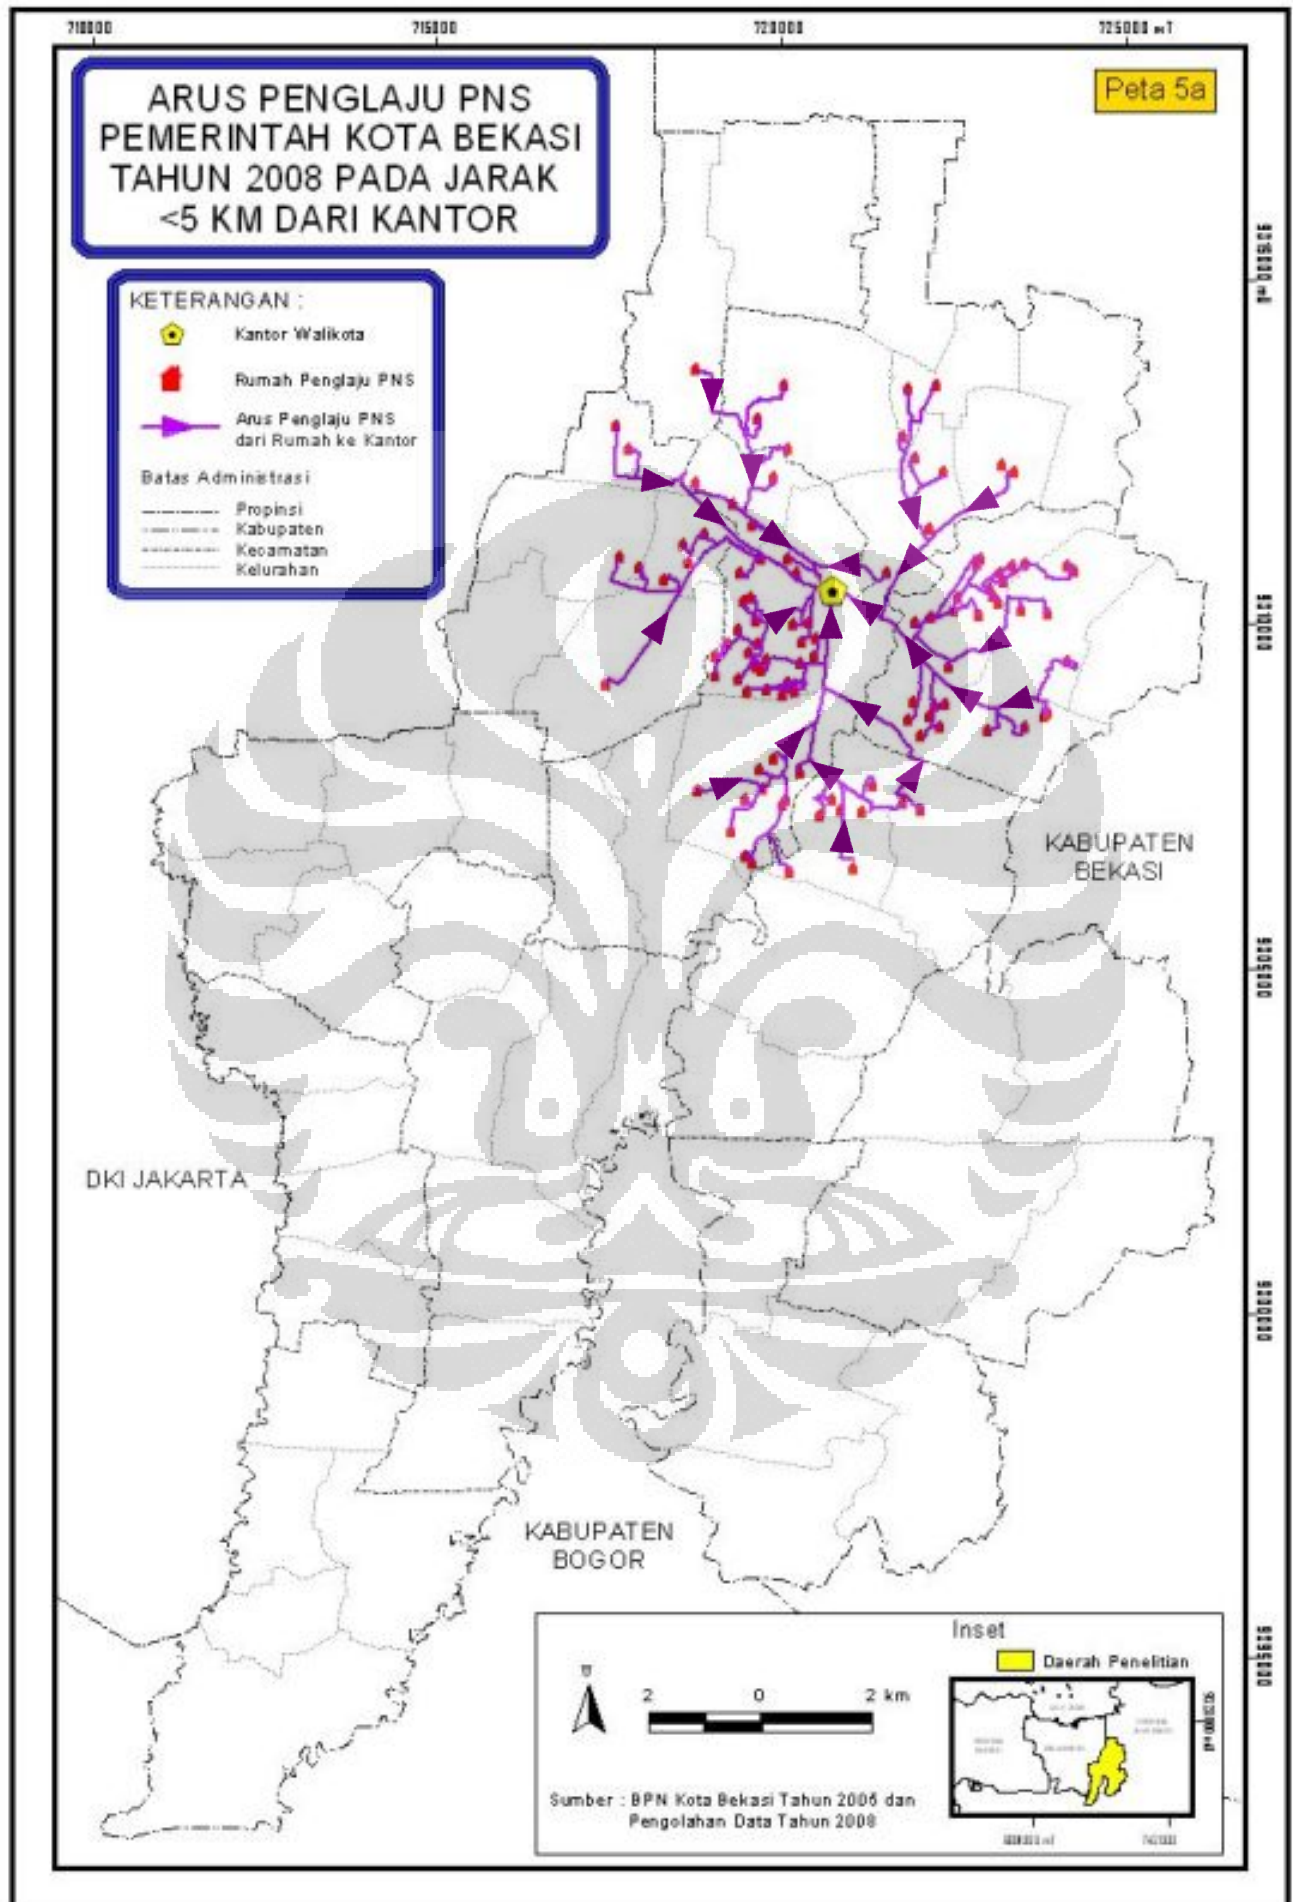 710000 715000 720000 725000 mT
Peta 5a
ARUS PENGLAJU PNS
PEMERINTAH KOTA BEKASI
TAHUN 2008 PADA JARAK
<5 KM DARI KANTOR
KETERANGAN :
Kantor Walikota
Rumah Penglaju PNS
Arus Penglaju PNS
dari Rumah ke Kantor
Batas Administrasi
Propinsi
Kabupaten
Kecamatan
Kelurahan
KABUPATEN
BEKASI
DKI JAKARTA
KABUPATEN
BOGOR
Inset
Daerah Penelitian
2 0 2 km
Sumber : BPN Kota Bekasi Tahun 2006 dan
Pengolahan Data Tahun 2008